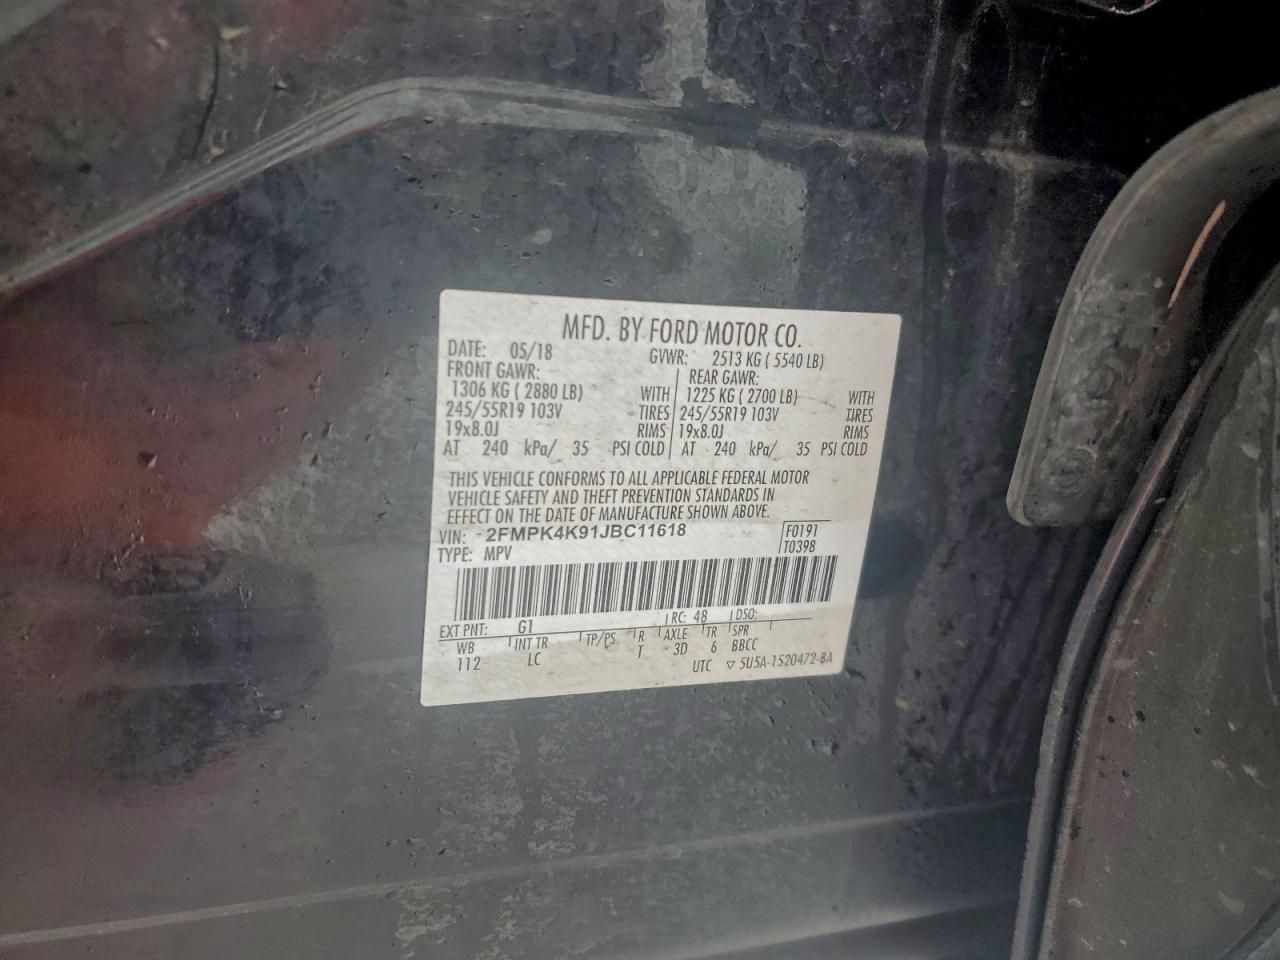 MFD. BY FORD MOTOR CO.
DATE: 05/18 GVWR: 2513 KG ( 5540 LB)
FRONT GAWR: REAR GAWR:
1306 KG ( 2880 LB) WITH 1225 KG ( 2700 LB) WITH
245/55R19 103V TIRES 245/55R19 103V TIRES
19x8.0J RIMS 19x8.0J RIMS
AT 240 kPa/ 35 PSI COLD AT 240 kPa/ 35 PSI COLD
THIS VEHICLE CONFORMS TO ALL APPLICABLE FEDERAL MOTOR
VEHICLE SAFETY AND THEFT PREVENTION STANDARDS IN
EFFECT ON THE DATE OF MANUFACTURE SHOWN ABOVE.
VIN: 2FMPK4K91JBC11618 F0191
TYPE: MPV T0398
EXT PNT: G1 RC: 48 DSO:
WB INT TR TP/PS R AXLE TR SPR
112 LC T 3D 6 BBCC
UTC ▽ 5U5A-1520472-BA